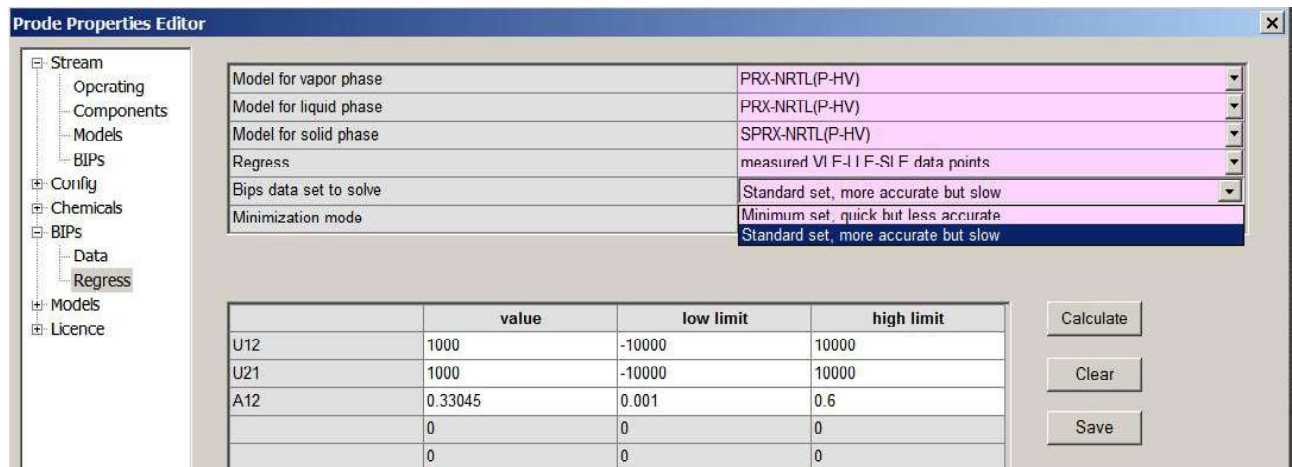 Prode Properties Editor
Stream
Operating
Components
Models
BIPs
Config
Chemicals
BIPs
Data
Regress
Models
Licence
Model for vapor phase PRX-NRTL(P-HV)
Model for liquid phase PRX-NRTL(P-HV)
Model for solid phase SPRX-NRTL(P-HV)
Regress measured VLE-LLE-SLE data points
Bips data set to solve Standard set, more accurate but slow
Minimization mode Minimum set, quick but less accurate
Standard set, more accurate but slow
value low limit high limit
U12 1000 -10000 10000
U21 1000 -10000 10000
A12 0.33045 0.001 0.6
0 0 0
0 0 0
Calculate
Clear
Save